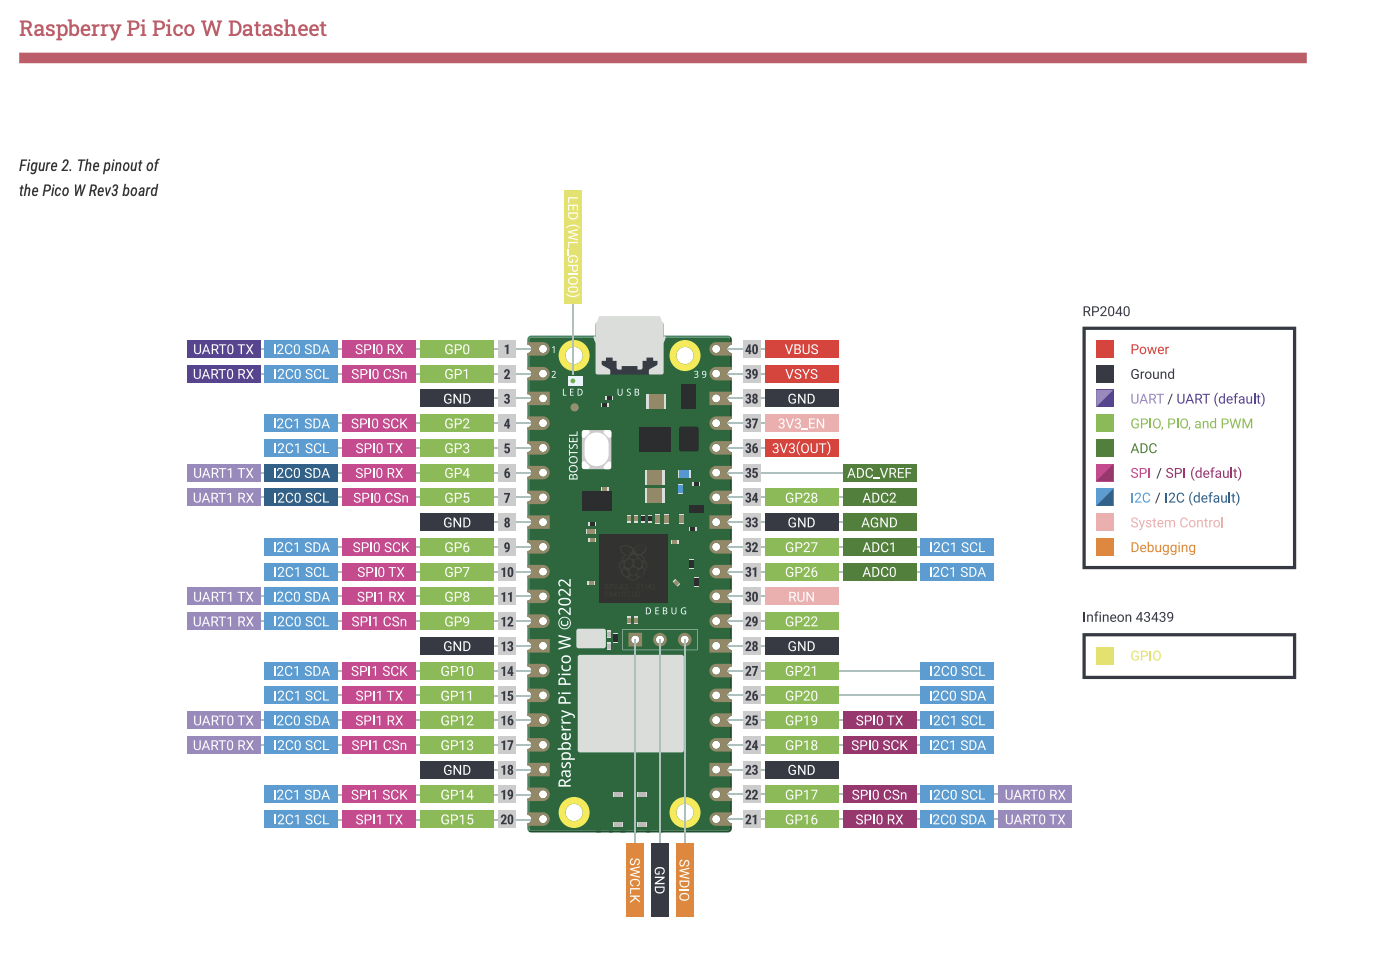 Raspberry Pi Pico W Datasheet
Figure 2. The pinout of
the Pico W Rev3 board
LED (WL_GPIO0)
RP2040
UART0 TX I2C0 SDA SPI0 RX GP0 1 1 40 VBUS Power
UART0 RX I2C0 SCL SPI0 CSn GP1 2 2 39 39 VSYS Ground
LED USB
GND 3 38 GND UART / UART (default)
I2C1 SDA SPI0 SCK GP2 4 37 3V3_EN GPIO, PIO, and PWM
I2C1 SCL SPI0 TX GP3 5 BOOTSEL 36 3V3(OUT) ADC
UART1 TX I2C0 SDA SPI0 RX GP4 6 35 ADC_VREF SPI / SPI (default)
UART1 RX I2C0 SCL SPI0 CSn GP5 7 34 GP28 ADC2 I2C / I2C (default)
GND 8 33 GND AGND System Control
I2C1 SDA SPI0 SCK GP6 9 32 GP27 ADC1 I2C1 SCL Debugging
I2C1 SCL SPI0 TX GP7 10 31 GP26 ADC0 I2C1 SDA
UART1 TX I2C0 SDA SPI1 RX GP8 11 30 RUN
DEBUG
UART1 RX I2C0 SCL SPI1 CSn GP9 12 29 GP22 Infineon 43439
GND 13 28 GND GPIO
I2C1 SDA SPI1 SCK GP10 14 27 GP21 I2C0 SCL
Raspberry Pi Pico W ©2022
I2C1 SCL SPI1 TX GP11 15 26 GP20 I2C0 SDA
UART0 TX I2C0 SDA SPI1 RX GP12 16 25 GP19 SPI0 TX I2C1 SCL
UART0 RX I2C0 SCL SPI1 CSn GP13 17 24 GP18 SPI0 SCK I2C1 SDA
GND 18 23 GND
I2C1 SDA SPI1 SCK GP14 19 22 GP17 SPI0 CSn I2C0 SCL UART0 RX
I2C1 SCL SPI1 TX GP15 20 21 GP16 SPI0 RX I2C0 SDA UART0 TX
SWCLK GND SWDIO